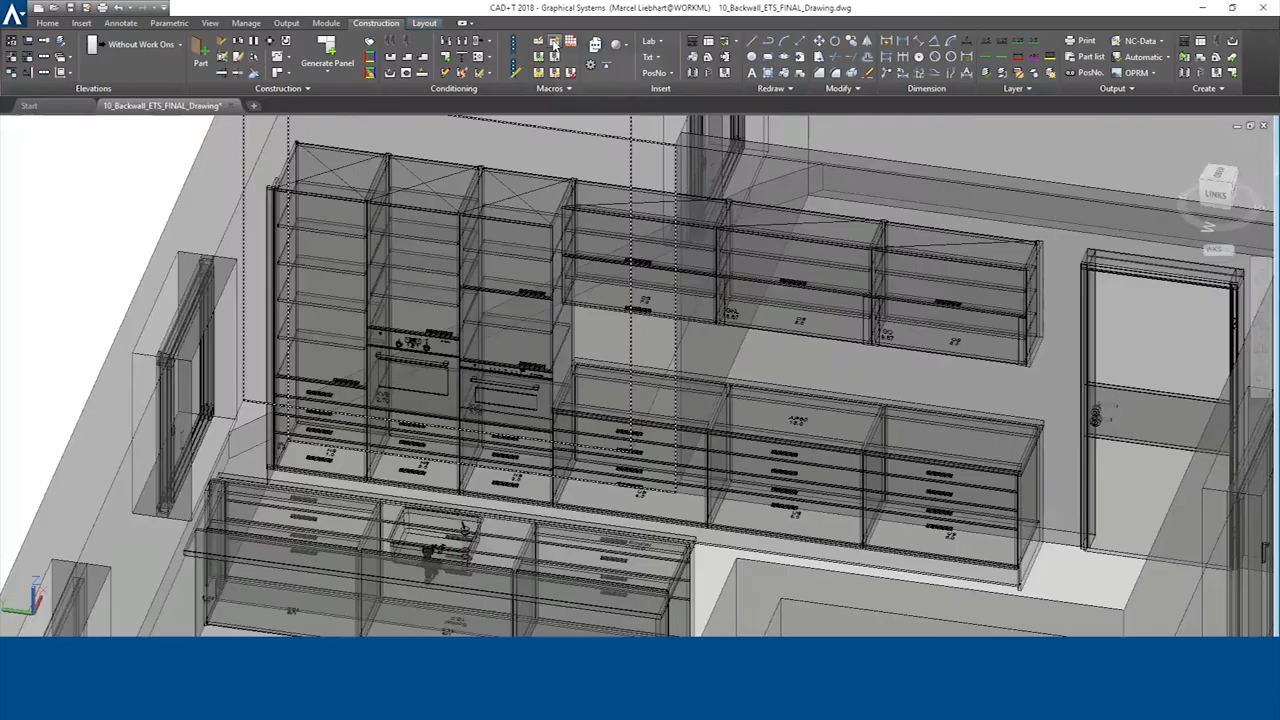 CAD+T 2018 - Graphical Systems (Marcel Liebhart@WORKML) 10_Backwall_ETS_FINAL_Drawing.dwg
Home Insert Annotate Parametric View Manage Output Module Construction Layout
Without Work Ons
Part
Generate Panel
Lab
Txt
PosNo
Print
Part list
PosNo.
NC-Data
Automatic
OPRM
Elevations Construction Conditioning Macros Insert Redraw Modify Dimension Layer Output Create
Start 10_Backwall_ETS_FINAL_Drawing*
LINKS
W
WKS
Z